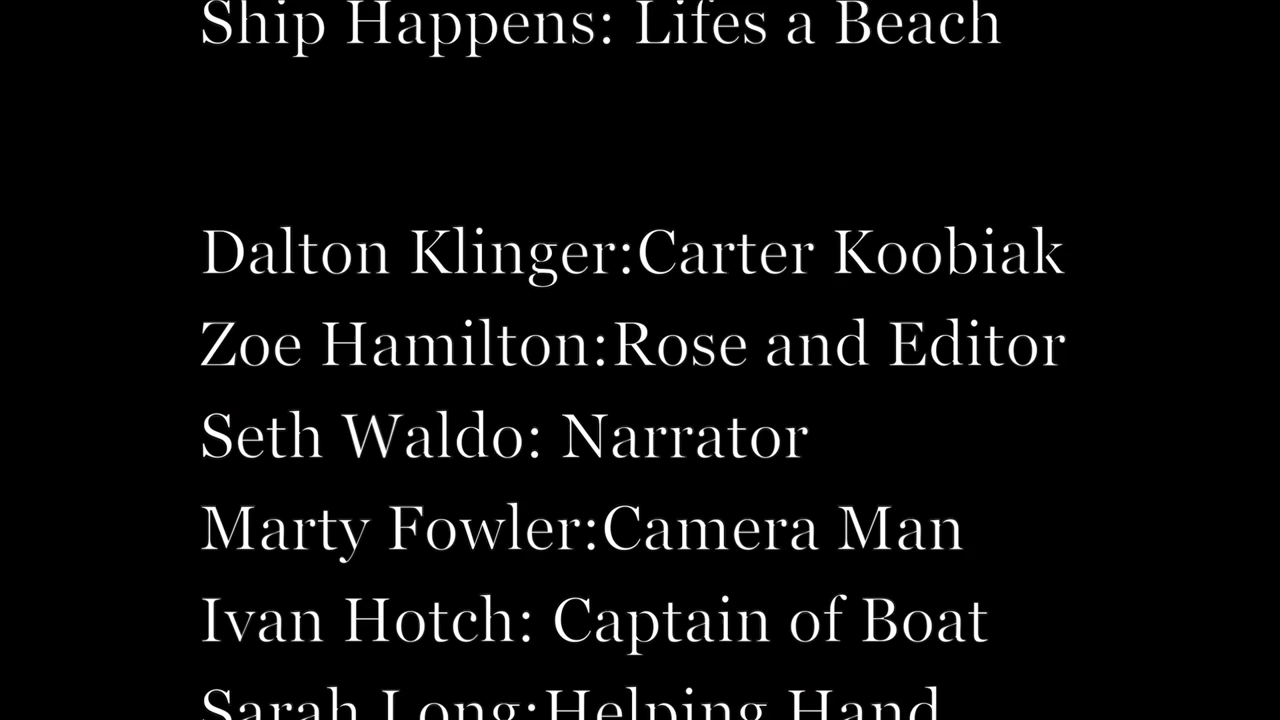 Ship Happens: Lifes a Beach
Dalton Klinger:Carter Koobiak
Zoe Hamilton:Rose and Editor
Seth Waldo: Narrator
Marty Fowler:Camera Man
Ivan Hotch: Captain of Boat
Sarah Long:Helping Hand